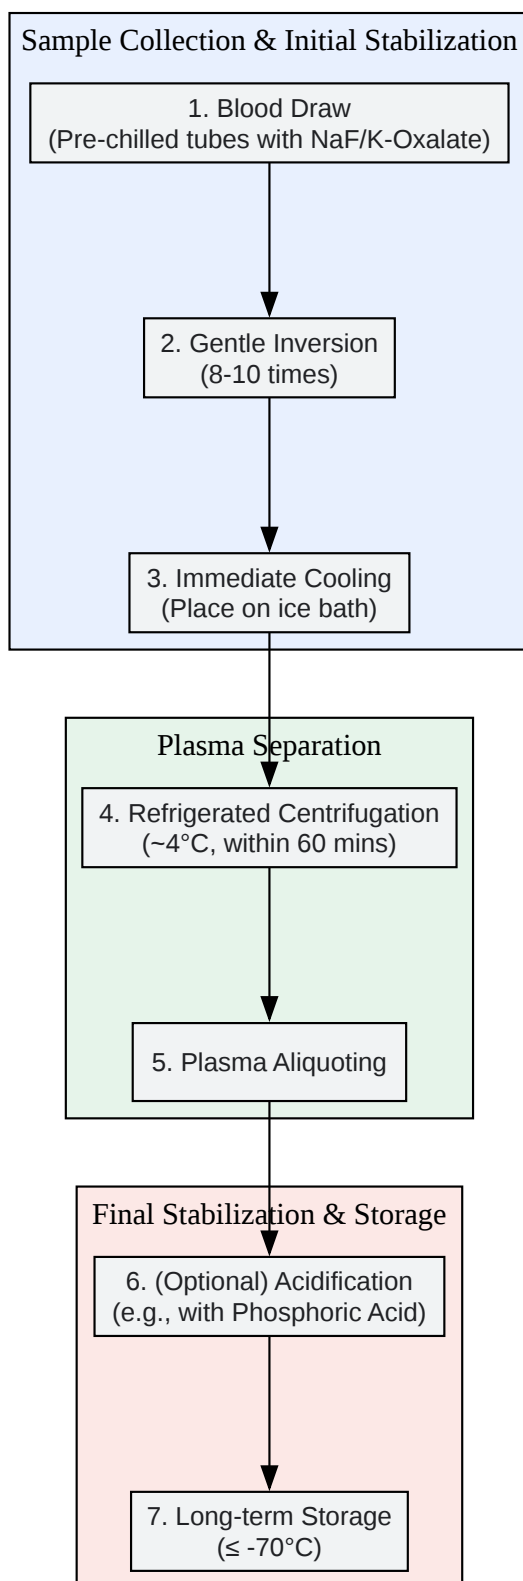 Sample Collection & Initial Stabilization
1. Blood Draw
(Pre-chilled tubes with NaF/K-Oxalate)
2. Gentle Inversion
(8-10 times)
3. Immediate Cooling
(Place on ice bath)
Plasma Separation
4. Refrigerated Centrifugation
(~4°C, within 60 mins)
5. Plasma Aliquoting
Final Stabilization & Storage
6. (Optional) Acidification
(e.g., with Phosphoric Acid)
7. Long-term Storage
(≤ -70°C)